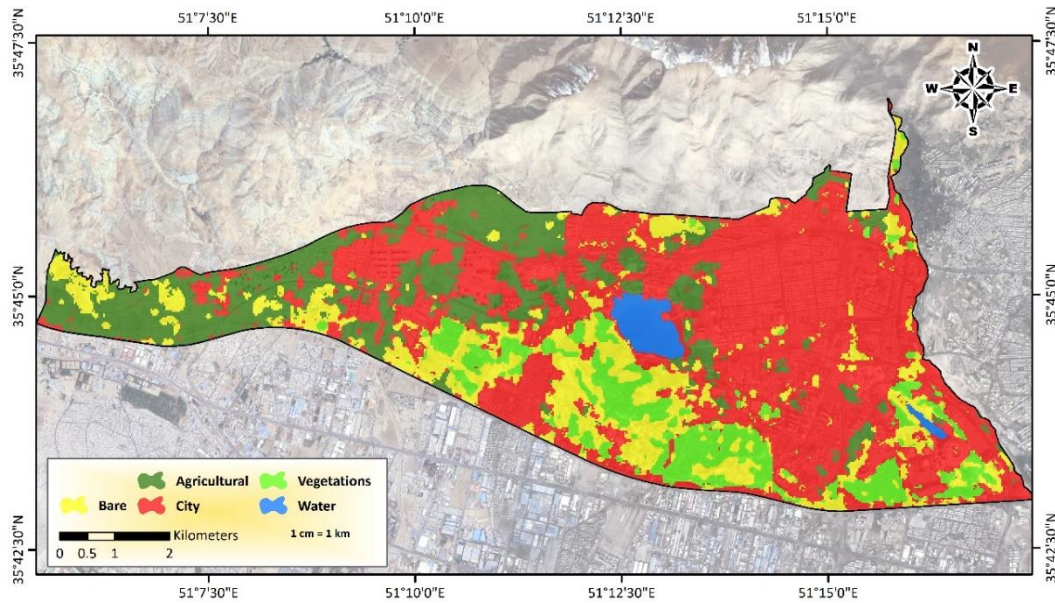 51°7'30"E 51°10'0"E 51°12'30"E 51°15'0"E
35°47'30"N 35°47'30"N
N
W E
S
35°45'0"N 35°45'0"N
Agricultural Vegetations
Bare City Water
Kilometers 1 cm = 1 km
0 0.5 1 2
35°42'30"N 35°42'30"N
51°7'30"E 51°10'0"E 51°12'30"E 51°15'0"E